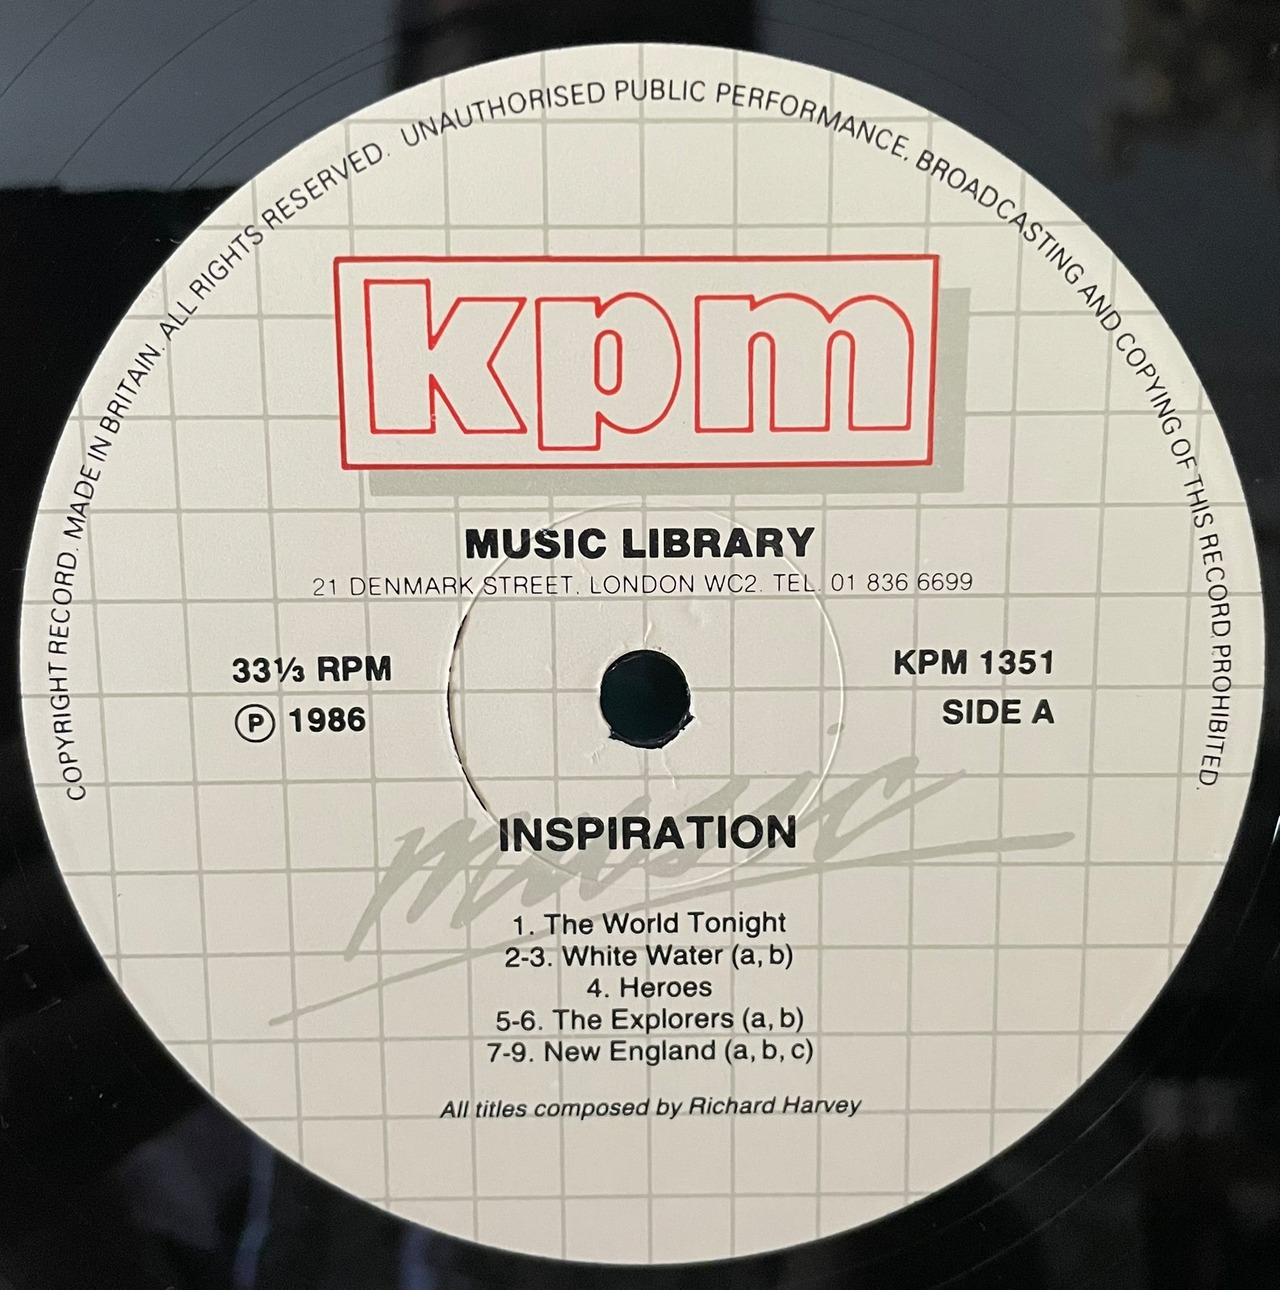 COPYRIGHT RECORD. MADE IN BRITAIN. ALL RIGHTS RESERVED. UNAUTHORISED PUBLIC PERFORMANCE, BROADCASTING AND COPYING OF THIS RECORD PROHIBITED.
kpm
MUSIC LIBRARY
21 DENMARK STREET, LONDON WC2. TEL. 01 836 6699
33⅓ RPM
KPM 1351
Ⓟ 1986
SIDE A
music
INSPIRATION
1. The World Tonight
2-3. White Water (a, b)
4. Heroes
5-6. The Explorers (a, b)
7-9. New England (a, b, c)
All titles composed by Richard Harvey